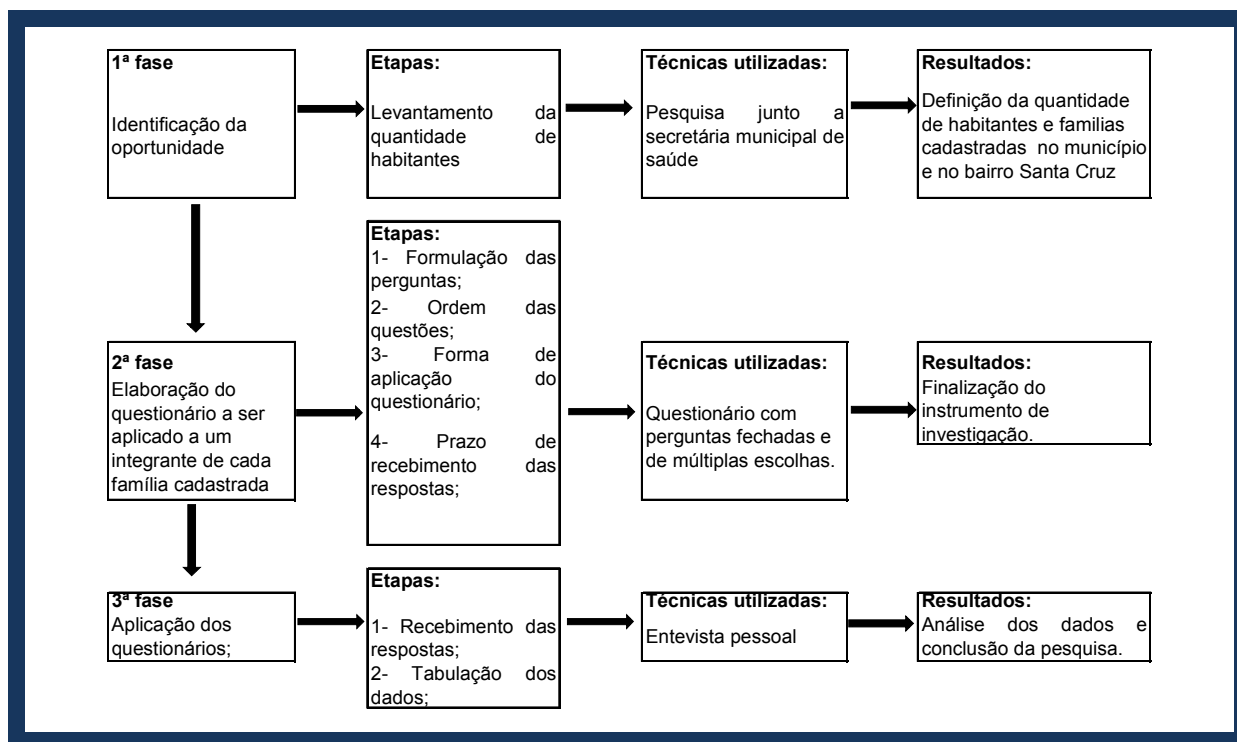 1ª fase
Identificação da
oportunidade
Etapas:
Levantamento da
quantidade de
habitantes
Técnicas utilizadas:
Pesquisa junto a
secretária municipal de
saúde
Resultados:
Definição da quantidade
de habitantes e familias
cadastradas no município
e no bairro Santa Cruz
2ª fase
Elaboração do
questionário a ser
aplicado a um
integrante de cada
família cadastrada
Etapas:
1- Formulação das
perguntas;
2- Ordem das
questões;
3- Forma de
aplicação do
questionário;
4- Prazo de
recebimento das
respostas;
Técnicas utilizadas:
Questionário com
perguntas fechadas e
de múltiplas escolhas.
Resultados:
Finalização do
instrumento de
investigação.
3ª fase
Aplicação dos
questionários;
Etapas:
1- Recebimento das
respostas;
2- Tabulação dos
dados;
Técnicas utilizadas:
Entevista pessoal
Resultados:
Análise dos dados e
conclusão da pesquisa.